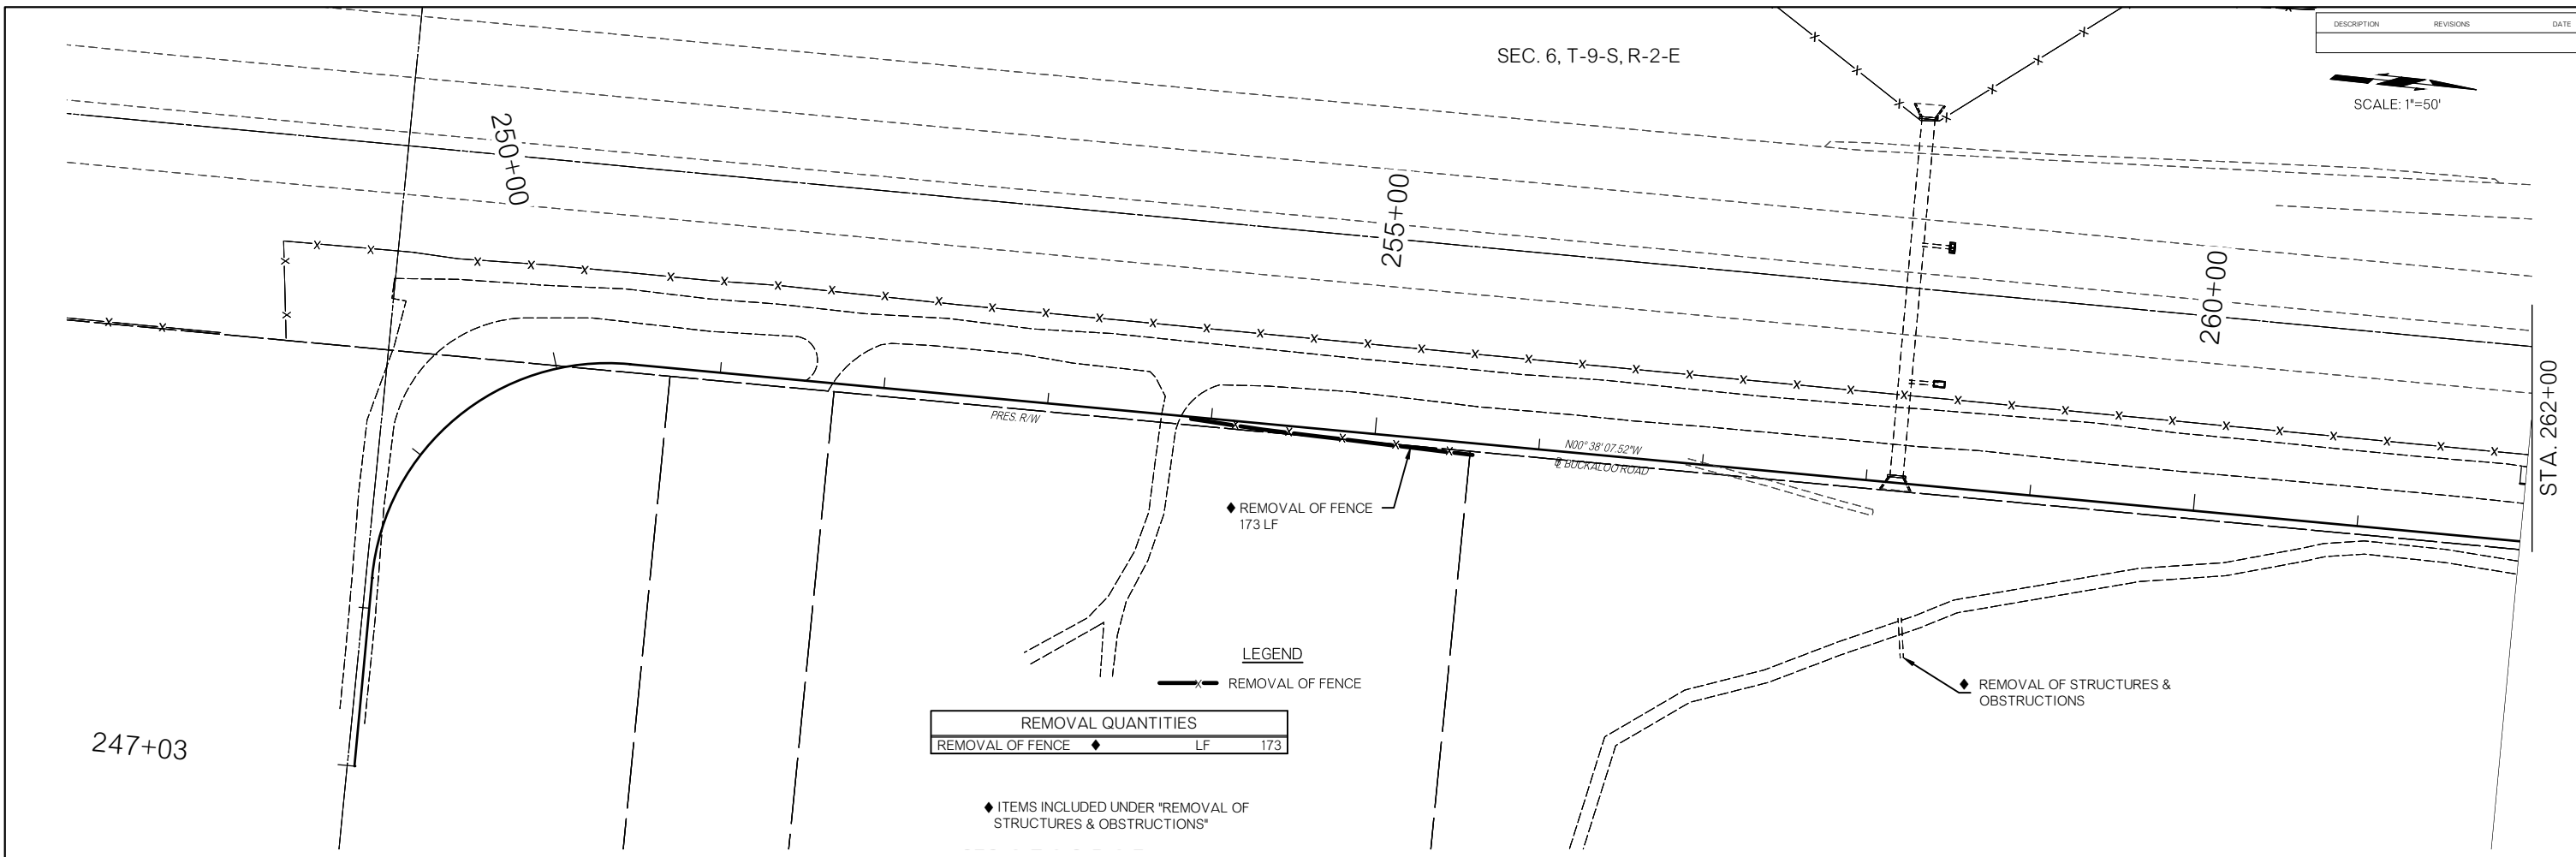 DESCRIPTION REVISIONS DATE
SEC. 6, T-9-S, R-2-E
SCALE: 1"=50'
250+00
255+00
260+00
STA. 262+00
PRES. R/W
N00° 38' 07.52"W
℄ BUCKALOO ROAD
♦ REMOVAL OF FENCE
173 LF
LEGEND
REMOVAL OF FENCE
♦ REMOVAL OF STRUCTURES &
OBSTRUCTIONS
247+03
REMOVAL QUANTITIES
REMOVAL OF FENCE ♦ LF 173
♦ ITEMS INCLUDED UNDER "REMOVAL OF
STRUCTURES & OBSTRUCTIONS"